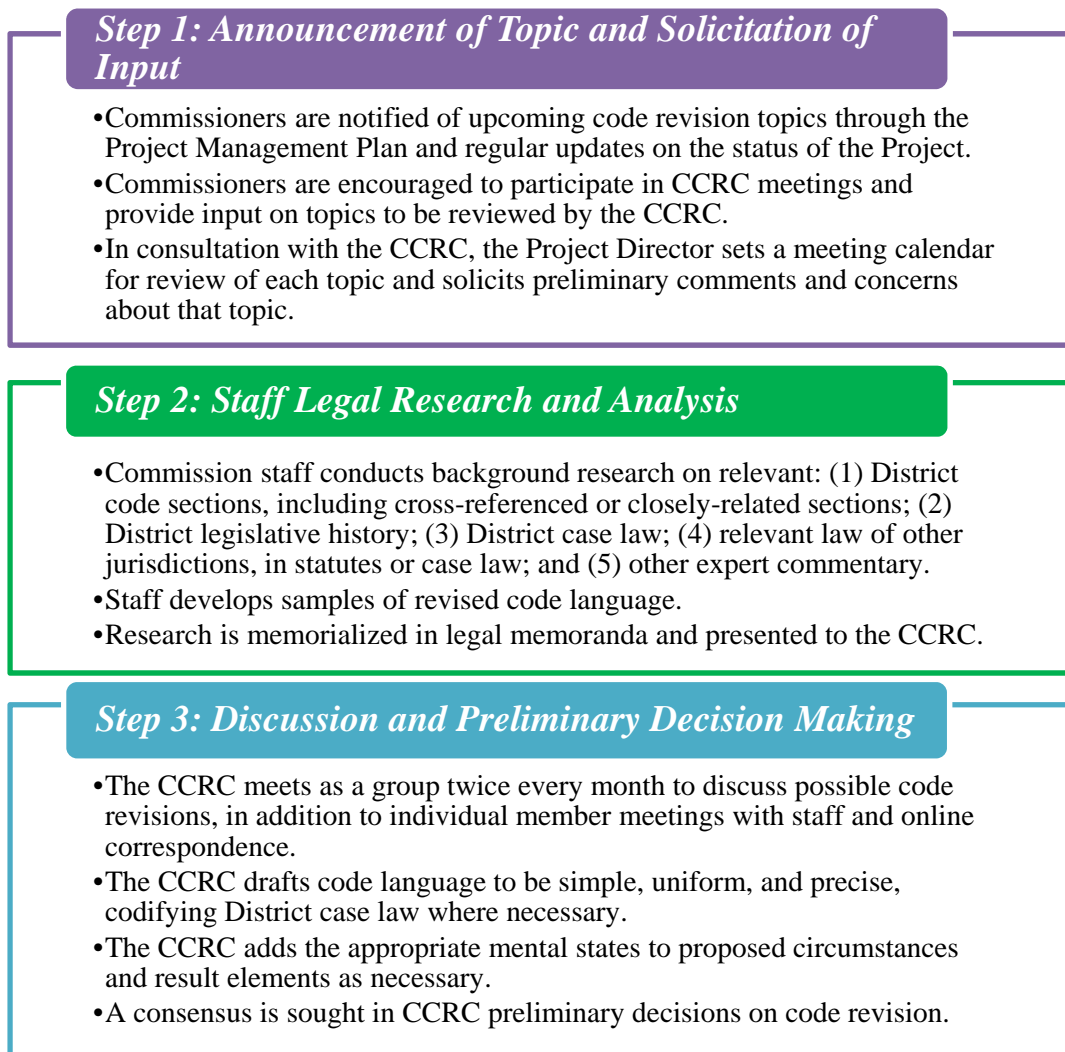 Step 1: Announcement of Topic and Solicitation of
Input
•Commissioners are notified of upcoming code revision topics through the
Project Management Plan and regular updates on the status of the Project.
•Commissioners are encouraged to participate in CCRC meetings and
provide input on topics to be reviewed by the CCRC.
•In consultation with the CCRC, the Project Director sets a meeting calendar
for review of each topic and solicits preliminary comments and concerns
about that topic.
Step 2: Staff Legal Research and Analysis
•Commission staff conducts background research on relevant: (1) District
code sections, including cross-referenced or closely-related sections; (2)
District legislative history; (3) District case law; (4) relevant law of other
jurisdictions, in statutes or case law; and (5) other expert commentary.
•Staff develops samples of revised code language.
•Research is memorialized in legal memoranda and presented to the CCRC.
Step 3: Discussion and Preliminary Decision Making
•The CCRC meets as a group twice every month to discuss possible code
revisions, in addition to individual member meetings with staff and online
correspondence.
•The CCRC drafts code language to be simple, uniform, and precise,
codifying District case law where necessary.
•The CCRC adds the appropriate mental states to proposed circumstances
and result elements as necessary.
•A consensus is sought in CCRC preliminary decisions on code revision.